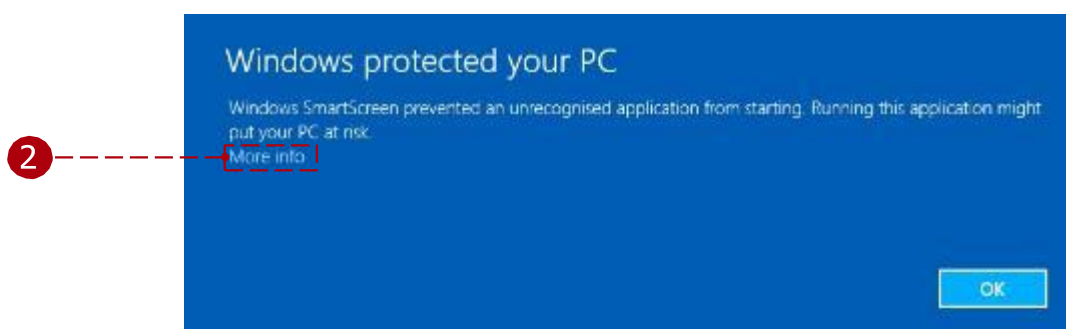 Windows protected your PC
Windows SmartScreen prevented an unrecognised application from starting. Running this application might
put your PC at risk.
2
More info
OK